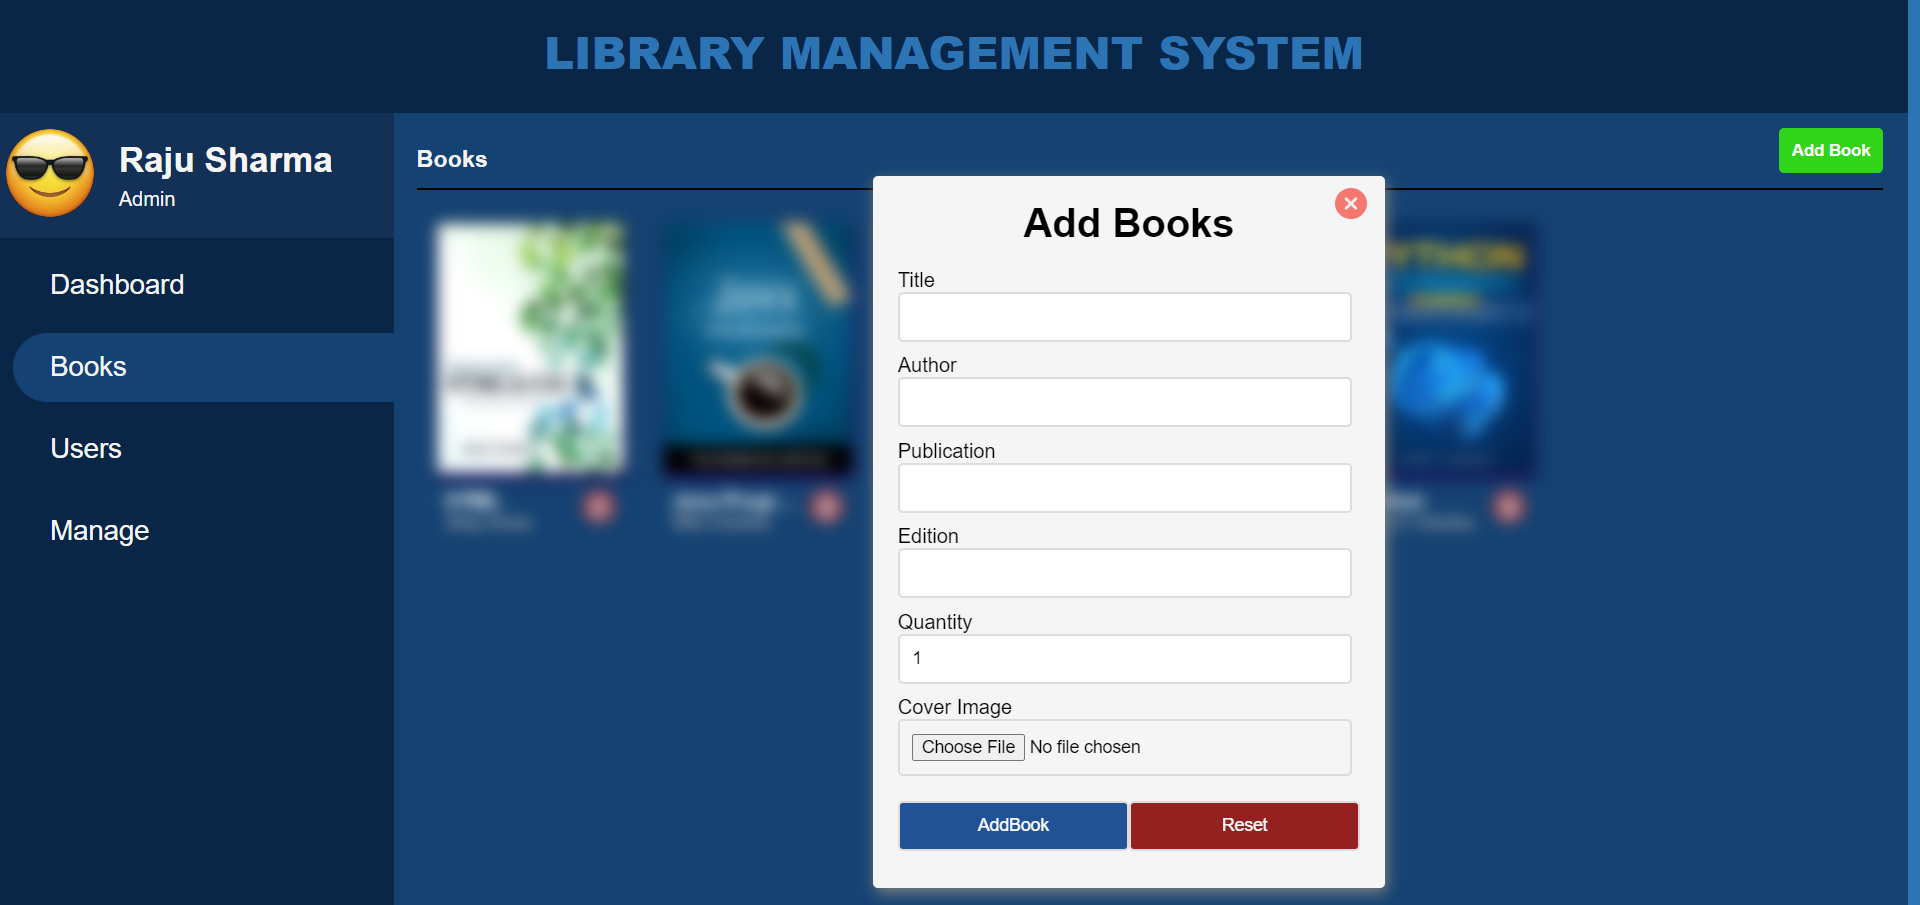 LIBRARY MANAGEMENT SYSTEM
Raju Sharma
Admin
Dashboard
Books
Users
Manage
Books
Add Book
Add Books
Title
Author
Publication
Edition
Quantity
1
Cover Image
Choose File No file chosen
AddBook Reset